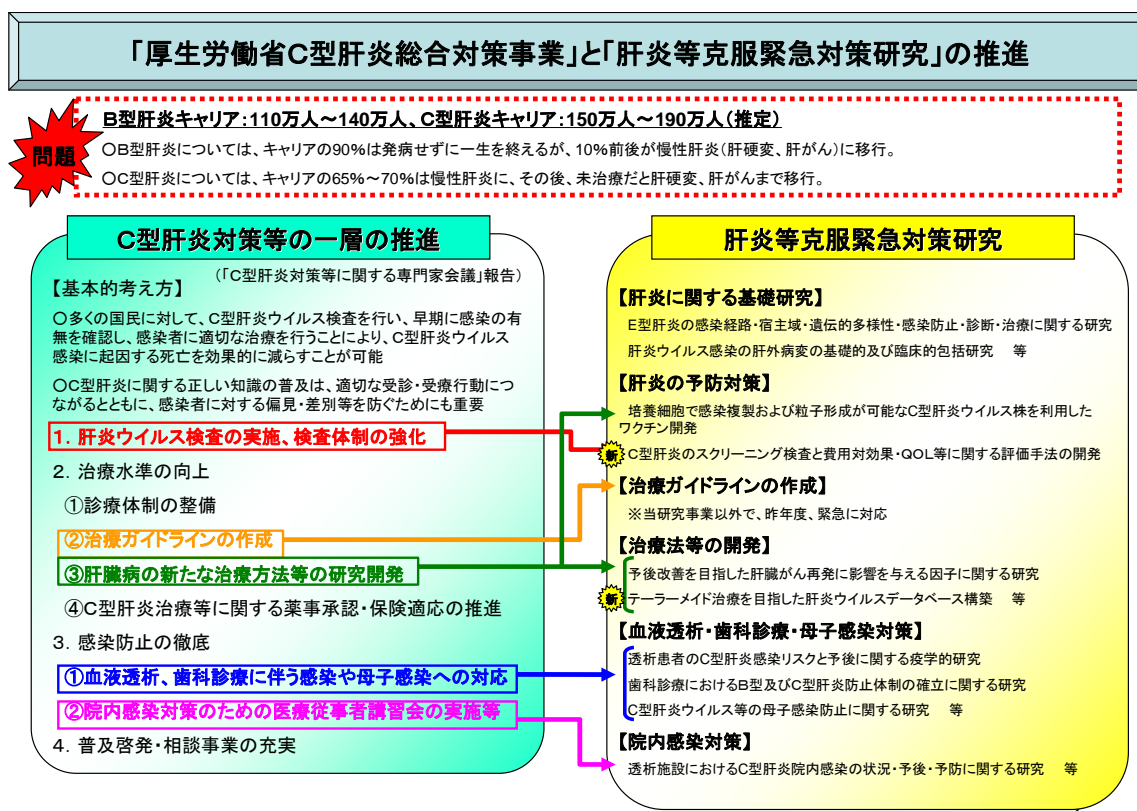 「厚生労働省C型肝炎総合対策事業」と「肝炎等克服緊急対策研究」の推進
問題
B型肝炎キャリア:110万人～140万人、C型肝炎キャリア:150万人～190万人(推定)
○B型肝炎については、キャリアの90%は発病せずに一生を終えるが、10%前後が慢性肝炎(肝硬変、肝がん)に移行。
○C型肝炎については、キャリアの65%～70%は慢性肝炎に、その後、未治療だと肝硬変、肝がんまで移行。
C型肝炎対策等の一層の推進
(「C型肝炎対策等に関する専門家会議」報告)
【基本的考え方】
○多くの国民に対して、C型肝炎ウイルス検査を行い、早期に感染の有
無を確認し、感染者に適切な治療を行うことにより、C型肝炎ウイルス
感染に起因する死亡を効果的に減らすことが可能
○C型肝炎に関する正しい知識の普及は、適切な受診・受療行動につ
ながるとともに、感染者に対する偏見・差別等を防ぐためにも重要
1．肝炎ウイルス検査の実施、検査体制の強化
2．治療水準の向上
①診療体制の整備
②治療ガイドラインの作成
③肝臓病の新たな治療方法等の研究開発
④C型肝炎治療等に関する薬事承認・保険適応の推進
3．感染防止の徹底
①血液透析、歯科診療に伴う感染や母子感染への対応
②院内感染対策のための医療従事者講習会の実施等
4．普及啓発・相談事業の充実
肝炎等克服緊急対策研究
【肝炎に関する基礎研究】
E型肝炎の感染経路・宿主域・遺伝的多様性・感染防止・診断・治療に関する研究
肝炎ウイルス感染の肝外病変の基礎的及び臨床的包括研究　等
【肝炎の予防対策】
培養細胞で感染複製および粒子形成が可能なC型肝炎ウイルス株を利用した
ワクチン開発
新 C型肝炎のスクリーニング検査と費用対効果・QOL等に関する評価手法の開発
【治療ガイドラインの作成】
※当研究事業以外で、昨年度、緊急に対応
【治療法等の開発】
予後改善を目指した肝臓がん再発に影響を与える因子に関する研究
新 テーラーメイド治療を目指した肝炎ウイルスデータベース構築　等
【血液透析・歯科診療・母子感染対策】
透析患者のC型肝炎感染リスクと予後に関する疫学的研究
歯科診療におけるB型及びC型肝炎防止体制の確立に関する研究
C型肝炎ウイルス等の母子感染防止に関する研究　等
【院内感染対策】
透析施設におけるC型肝炎院内感染の状況・予後・予防に関する研究　等